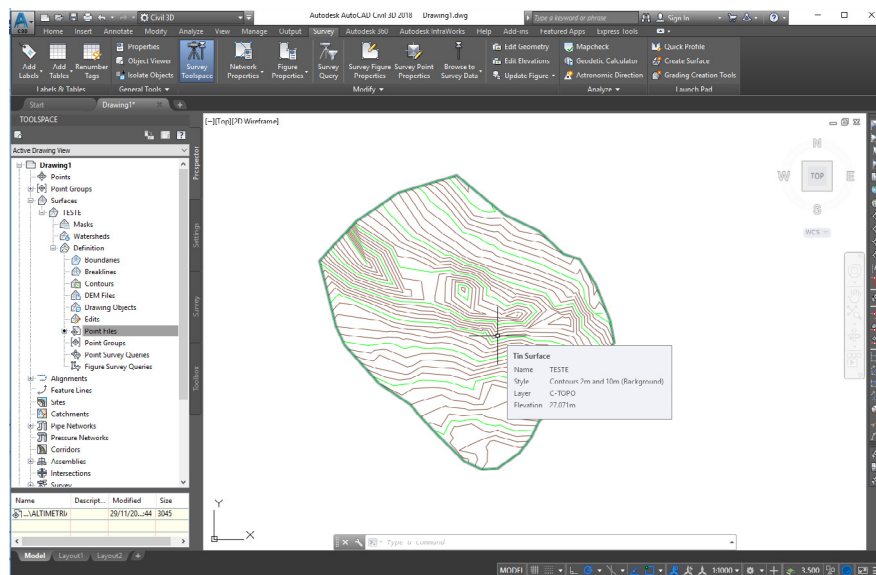 Civil 3D
Autodesk AutoCAD Civil 3D 2018 Drawing1.dwg
Type a keyword or phrase
Sign In
Home Insert Annotate Modify Analyze View Manage Output Survey Autodesk 360 Autodesk InfraWorks Help Add-ins Featured Apps Express Tools
Add Labels
Add Tables
Renumber Tags
Properties
Object Viewer
Isolate Objects
Survey Toolspace
Network Properties
Figure Properties
Survey Query
Survey Figure Properties
Survey Point Properties
Browse to Survey Data
Edit Geometry
Edit Elevations
Update Figure
Mapcheck
Geodetic Calculator
Astronomic Direction
Quick Profile
Create Surface
Grading Creation Tools
Labels & Tables
General Tools
Modify
Analyze
Launch Pad
Start
Drawing1*
TOOLSPACE
Active Drawing View
Drawing1
Points
Point Groups
Surfaces
TESTE
Masks
Watersheds
Definition
Boundaries
Breaklines
Contours
DEM Files
Drawing Objects
Edits
Point Files
Point Groups
Point Survey Queries
Figure Survey Queries
Alignments
Feature Lines
Sites
Catchments
Pipe Networks
Pressure Networks
Corridors
Assemblies
Intersections
Survey
Prospector
Settings
Survey
Toolbox
Name Descript... Modified Size
...\ALTIMETRI/ 29/11/20...:44 3045
[−][Top][2D Wireframe]
N
W
TOP
E
S
WCS
Tin Surface
Name TESTE
Style Contours 2m and 10m (Background)
Layer C-TOPO
Elevation 27.071m
Y
X
Type a command
Model Layout1 Layout2 +
MODEL
1:1000
3.500